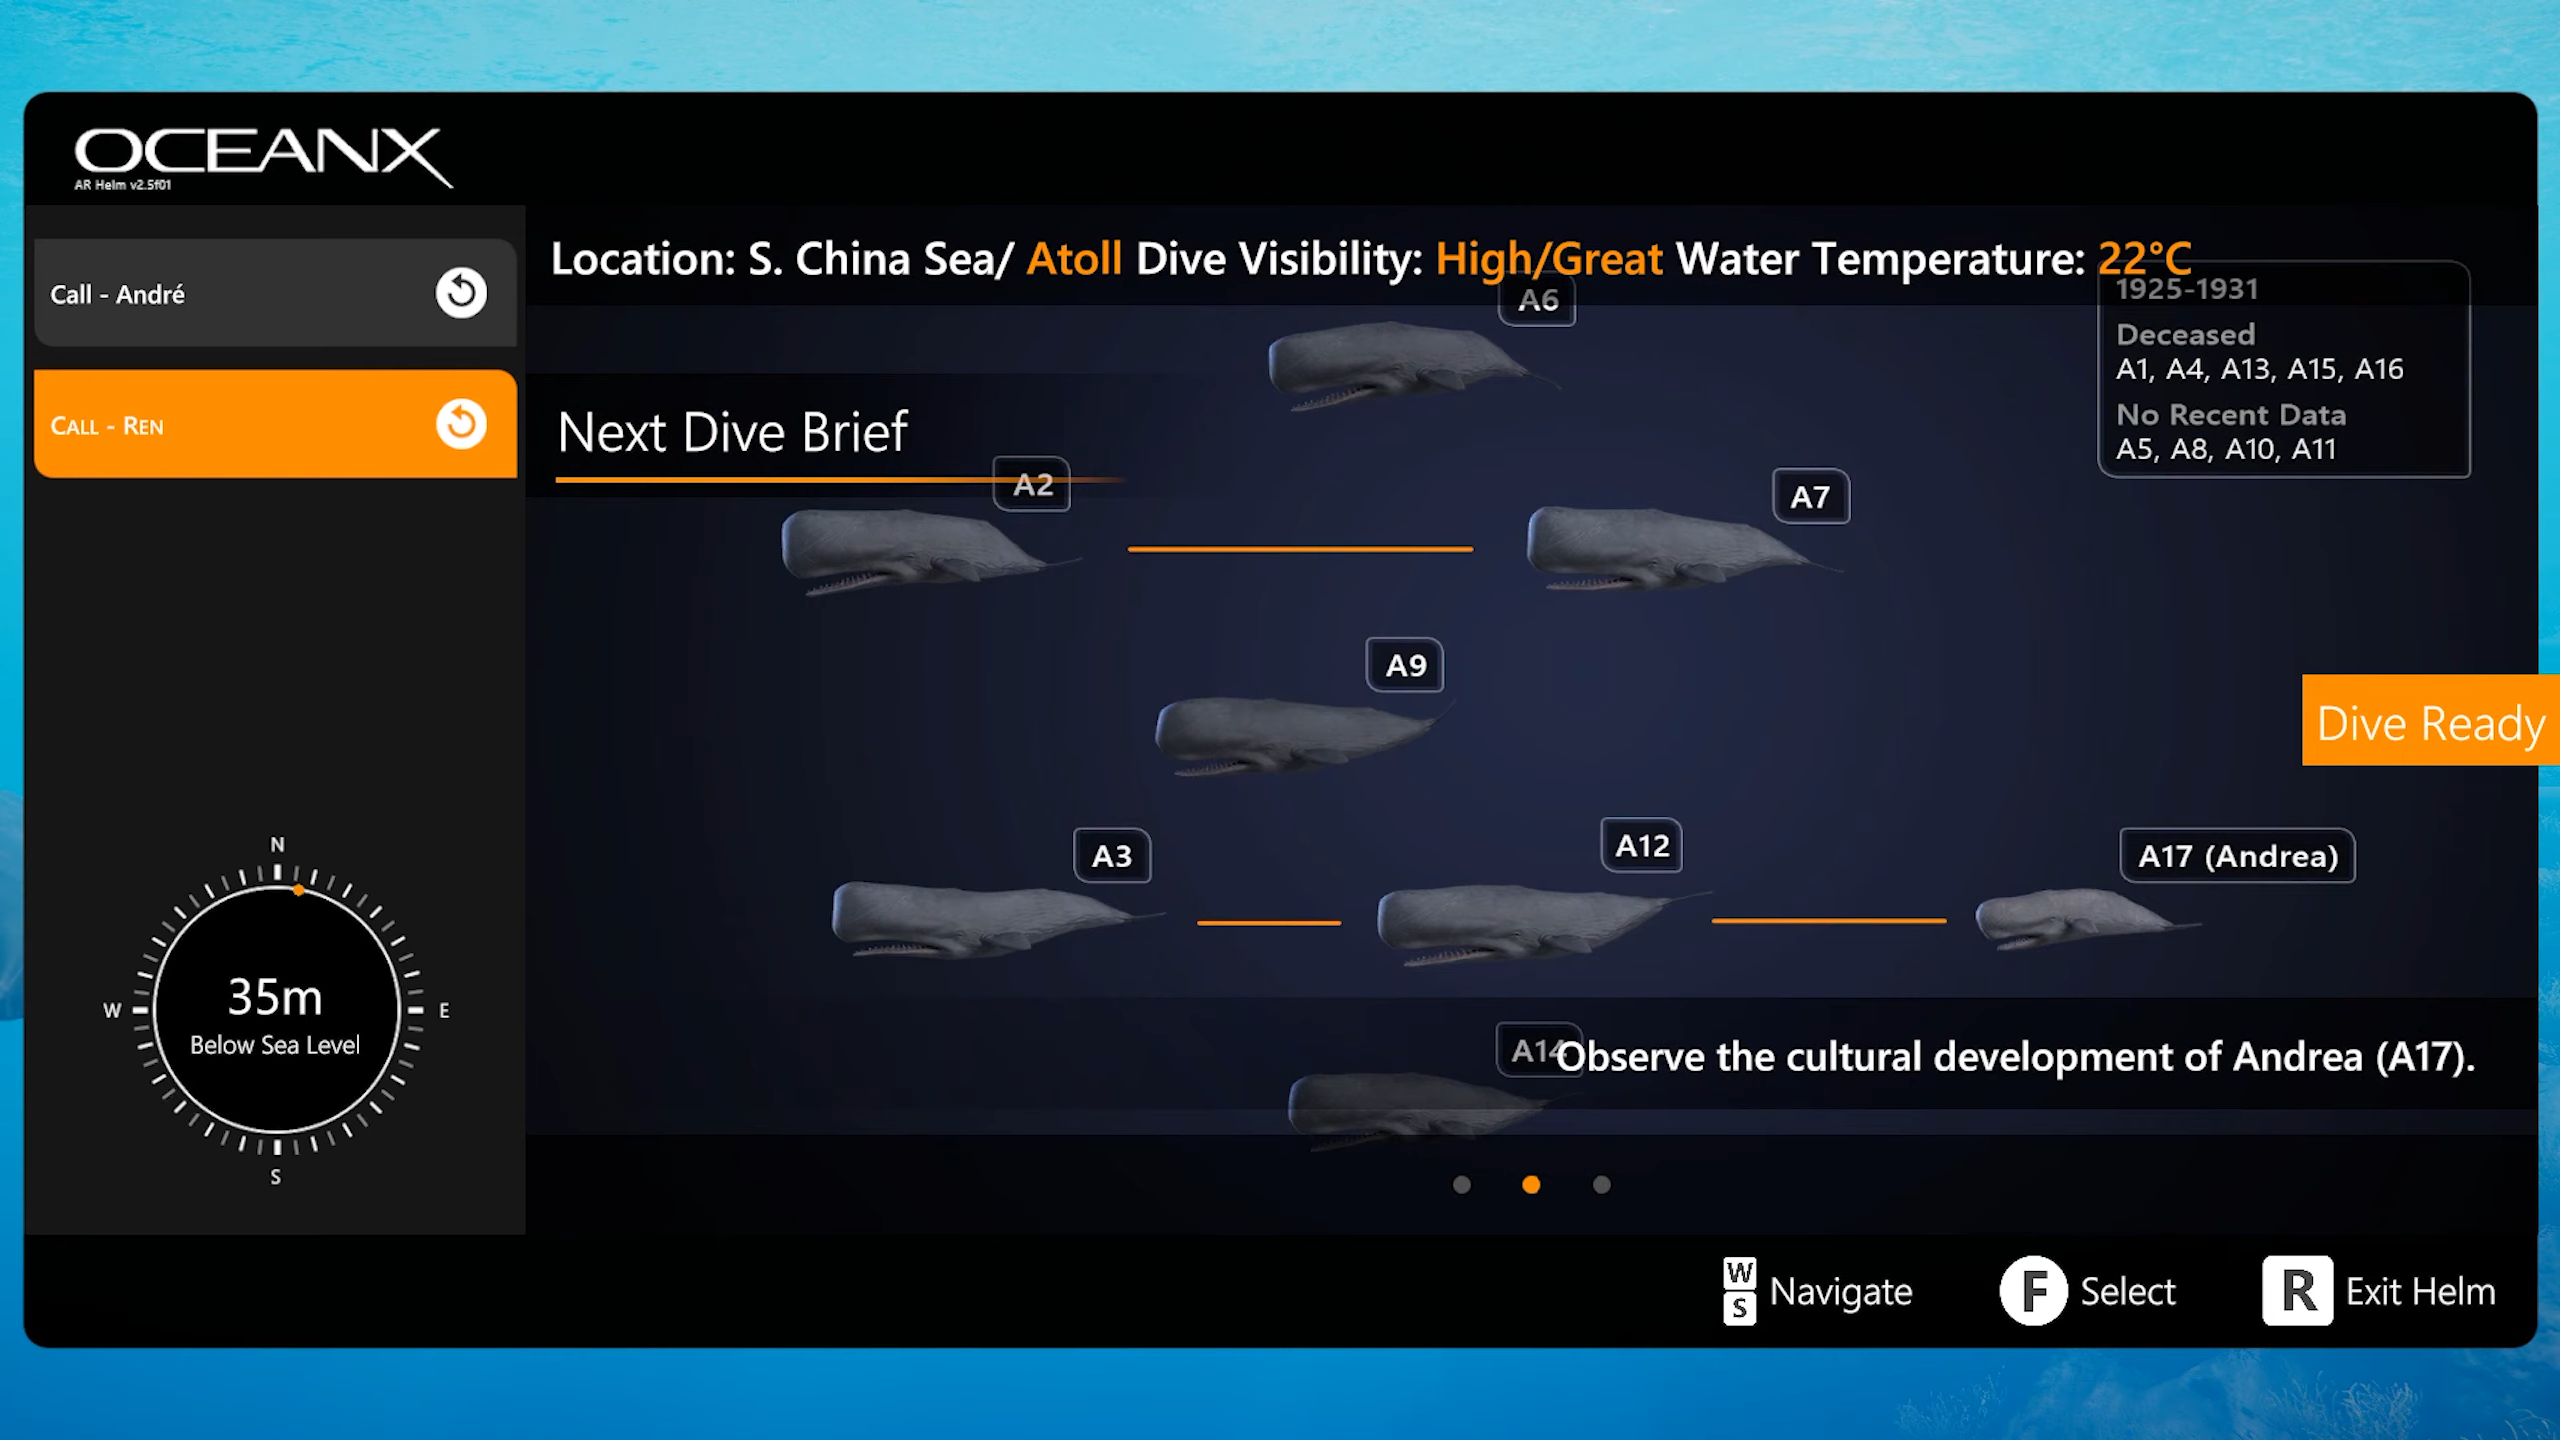 OCEANX
AR Helm v2.5f01
Call - André
CALL - REN
Location: S. China Sea/ Atoll Dive Visibility: High/Great Water Temperature: 22°C
1925-1931
Deceased
A1, A4, A13, A15, A16
No Recent Data
A5, A8, A10, A11
Next Dive Brief
A6
A2
A7
A9
Dive Ready
A3
A12
A17 (Andrea)
A14
Observe the cultural development of Andrea (A17).
N
W
E
S
35m
Below Sea Level
W
S
Navigate
F Select
R Exit Helm